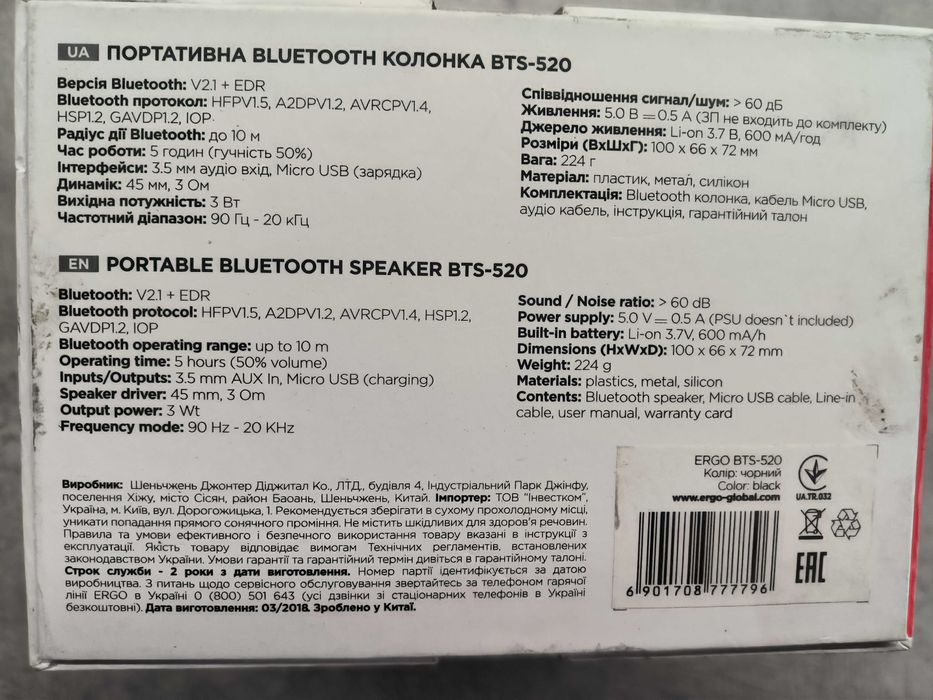 UA ПОРТАТИВНА BLUETOOTH КОЛОНКА BTS-520
Версія Bluetooth: V2.1 + EDR
Bluetooth протокол: HFPV1.5, A2DPV1.2, AVRCPV1.4,
HSP1.2, GAVDP1.2, IOP
Радіус дії Bluetooth: до 10 м
Час роботи: 5 годин (гучність 50%)
Інтерфейси: 3.5 мм аудіо вхід, Micro USB (зарядка)
Динамік: 45 мм, 3 Ом
Вихідна потужність: 3 Вт
Частотний діапазон: 90 Гц - 20 кГц
Співвідношення сигнал/шум: > 60 дБ
Живлення: 5.0 В ⎓ 0.5 А (ЗП не входить до комплекту)
Джерело живлення: Li-on 3.7 В, 600 мА/год
Розміри (ВхШхГ): 100 x 66 x 72 мм
Вага: 224 г
Матеріал: пластик, метал, силікон
Комплектація: Bluetooth колонка, кабель Micro USB,
аудіо кабель, інструкція, гарантійний талон
EN PORTABLE BLUETOOTH SPEAKER BTS-520
Bluetooth: V2.1 + EDR
Bluetooth protocol: HFPV1.5, A2DPV1.2, AVRCPV1.4, HSP1.2,
GAVDP1.2, IOP
Bluetooth operating range: up to 10 m
Operating time: 5 hours (50% volume)
Inputs/Outputs: 3.5 mm AUX In, Micro USB (charging)
Speaker driver: 45 mm, 3 Om
Output power: 3 Wt
Frequency mode: 90 Hz - 20 KHz
Sound / Noise ratio: > 60 dB
Power supply: 5.0 V ⎓ 0.5 A (PSU doesn`t included)
Built-in battery: Li-on 3.7V, 600 mA/h
Dimensions (HxWxD): 100 x 66 x 72 mm
Weight: 224 g
Materials: plastics, metal, silicon
Contents: Bluetooth speaker, Micro USB cable, Line-in
cable, user manual, warranty card
Виробник: Шеньчжень Джонтер Діджитал Ко., ЛТД., будівля 4, Індустріальний Парк Джінфу,
поселення Хіжу, місто Сісян, район Баоань, Шеньчжень, Китай. Імпортер: ТОВ "Інвестком",
Україна, м. Київ, вул. Дорогожицька, 1. Рекомендується зберігати в сухому прохолодному місці,
уникати попадання прямого сонячного проміння. Не містить шкідливих для здоров'я речовин.
Правила та умови ефективного і безпечного використання товару вказані в інструкції з
експлуатації. Якість товару відповідає вимогам Технічних регламентів, встановлених
законодавством України. Умови гарантії та гарантійний термін дивіться в гарантійному талоні.
Строк служби - 2 роки з дати виготовлення. Номер партії ідентифікується за датою
виробництва. З питань щодо сервісного обслуговування звертайтесь за телефоном гарячої
лінії ERGO в Україні 0 (800) 501 643 (усі дзвінки зі стаціонарних телефонів в Україні
безкоштовні). Дата виготовлення: 03/2018. Зроблено у Китаї.
ERGO BTS-520
Колір: чорний
Color: black
www.ergo-global.com
UA.TR.032
EAC
6 901708 777796